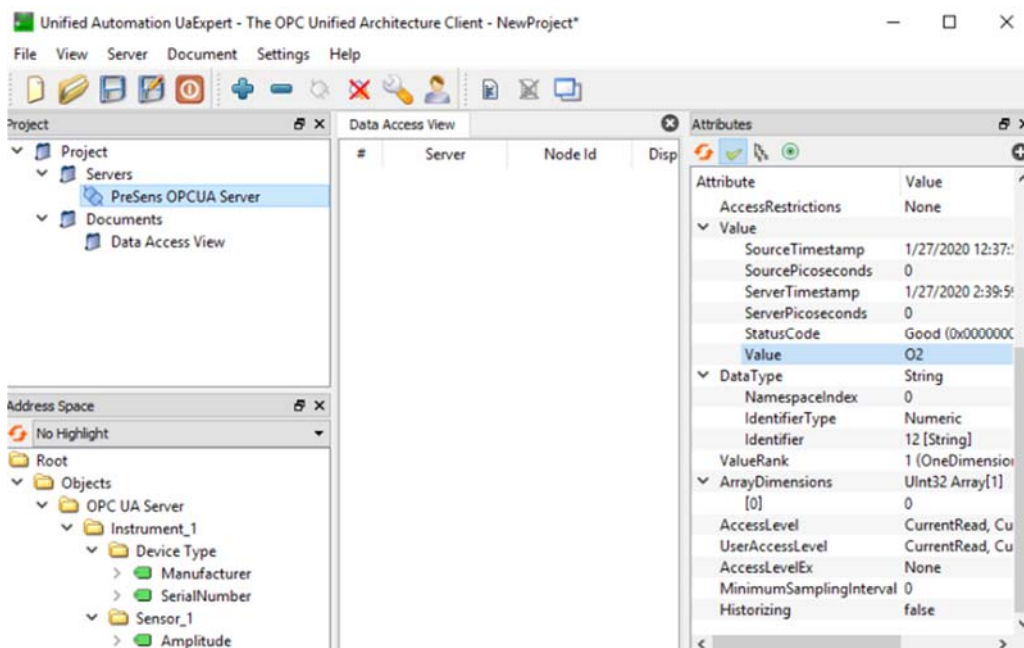 Unified Automation UaExpert - The OPC Unified Architecture Client - NewProject*
File View Server Document Settings Help
Project
Project
Servers
PreSens OPCUA Server
Documents
Data Access View
Address Space
No Highlight
Root
Objects
OPC UA Server
Instrument_1
Device Type
Manufacturer
SerialNumber
Sensor_1
Amplitude
Data Access View
# Server Node Id Disp
Attributes
Attribute Value
AccessRestrictions None
Value
SourceTimestamp 1/27/2020 12:37:
SourcePicoseconds 0
ServerTimestamp 1/27/2020 2:39:5
ServerPicoseconds 0
StatusCode Good (0x0000000
Value O2
DataType String
NamespaceIndex 0
IdentifierType Numeric
Identifier 12 [String]
ValueRank 1 (OneDimension
ArrayDimensions UInt32 Array[1]
[0] 0
AccessLevel CurrentRead, Cu
UserAccessLevel CurrentRead, Cu
AccessLevelEx None
MinimumSamplingInterval 0
Historizing false